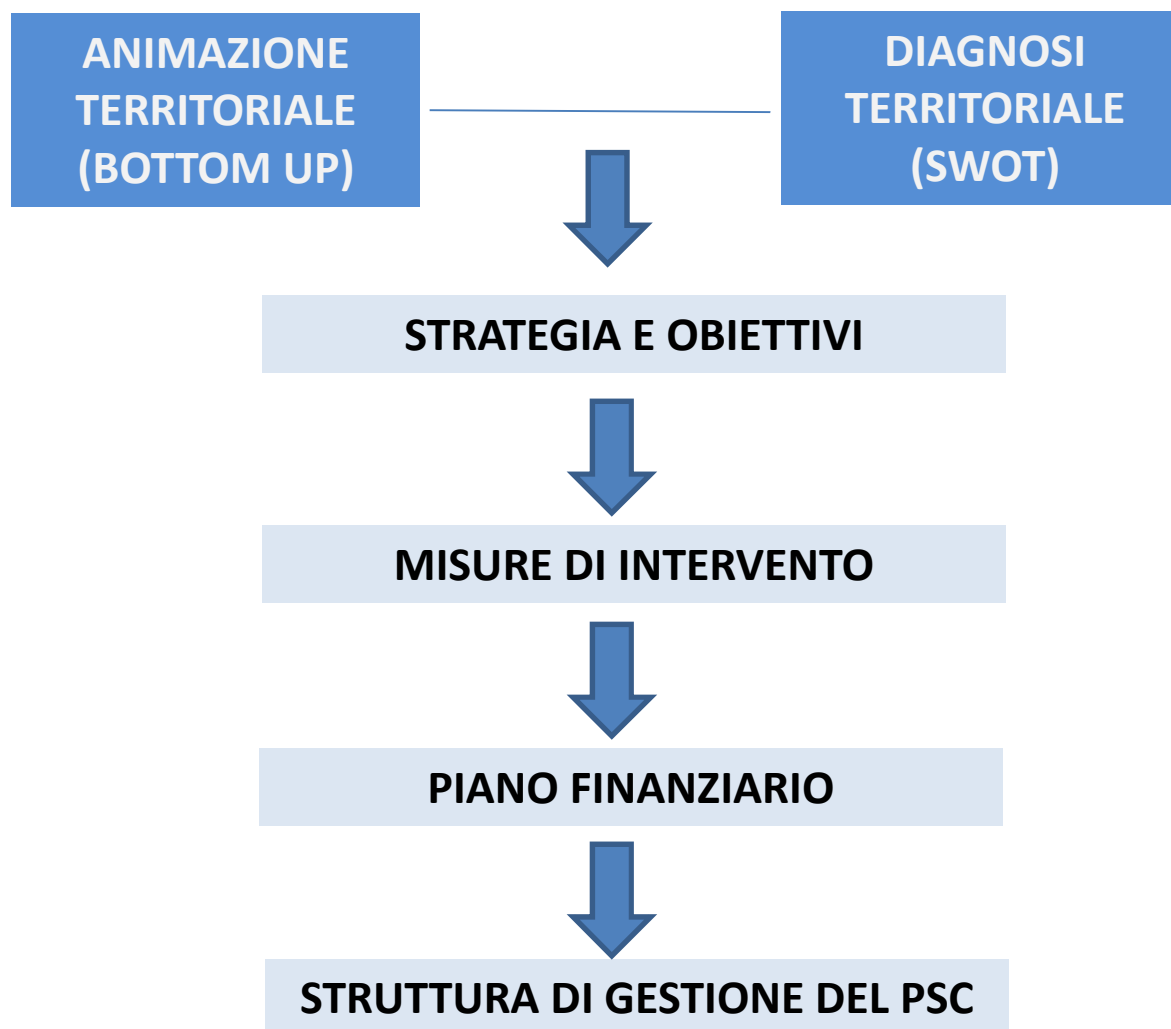 ANIMAZIONE
TERRITORIALE
(BOTTOM UP)
DIAGNOSI
TERRITORIALE
(SWOT)
STRATEGIA E OBIETTIVI
MISURE DI INTERVENTO
PIANO FINANZIARIO
STRUTTURA DI GESTIONE DEL PSC